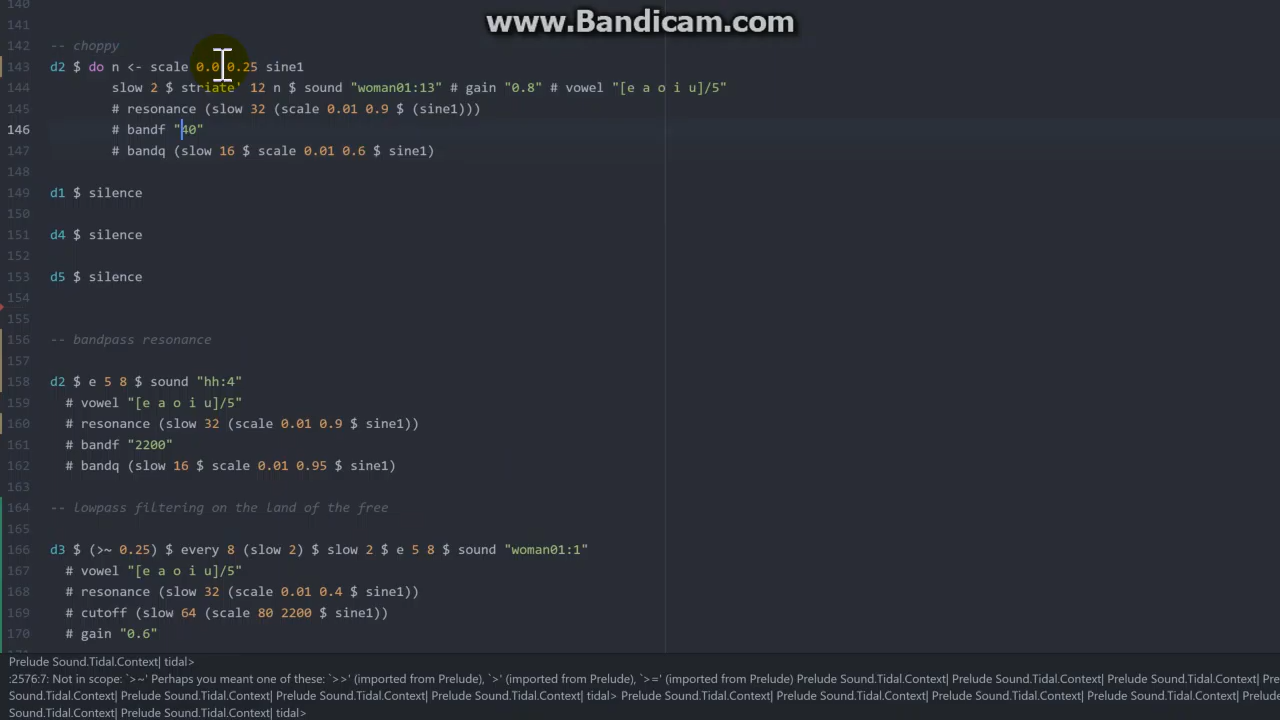 www.Bandicam.com
140
141
142 -- choppy
143 d2 $ do n <- scale 0.0 0.25 sine1
144 slow 2 $ striate' 12 n $ sound "woman01:13" # gain "0.8" # vowel "[e a o i u]/5"
145 # resonance (slow 32 (scale 0.01 0.9 $ (sine1)))
146 # bandf "40"
147 # bandq (slow 16 $ scale 0.01 0.6 $ sine1)
148
149 d1 $ silence
150
151 d4 $ silence
152
153 d5 $ silence
154
156 -- bandpass resonance
157
158 d2 $ e 5 8 $ sound "hh:4"
159 # vowel "[e a o i u]/5"
160 # resonance (slow 32 (scale 0.01 0.9 $ sine1))
161 # bandf "2200"
162 # bandq (slow 16 $ scale 0.01 0.95 $ sine1)
163
164 -- lowpass filtering on the land of the free
165
166 d3 $ (>~ 0.25) $ every 8 (slow 2) $ slow 2 $ e 5 8 $ sound "woman01:1"
167 # vowel "[e a o i u]/5"
168 # resonance (slow 32 (scale 0.01 0.4 $ sine1))
169 # cutoff (slow 64 (scale 80 2200 $ sine1))
170 # gain "0.6"
Prelude Sound.Tidal.Context| tidal>
:2576:7: Not in scope: `>~' Perhaps you meant one of these: `>>' (imported from Prelude), `>' (imported from Prelude), `>=' (imported from Prelude) Prelude Sound.Tidal.Context| Prelude Sound.Tidal.Context| Pre
Sound.Tidal.Context| Prelude Sound.Tidal.Context| Prelude Sound.Tidal.Context| tidal> Prelude Sound.Tidal.Context| Prelude Sound.Tidal.Context| Prelude Sound.Tidal.Context| Prelude Sound.Tidal.Context| Prelude
Sound.Tidal.Context| Prelude Sound.Tidal.Context| tidal>